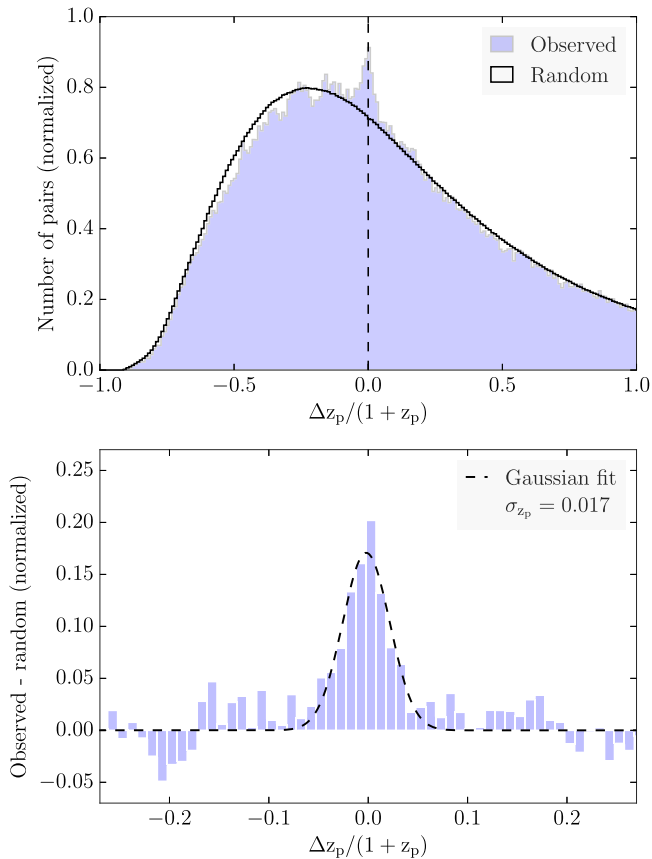 Number of pairs (normalized)
1.0
0.8
0.6
0.4
0.2
0.0
Observed
Random
−1.0 −0.5 0.0 0.5 1.0
Δz_p/(1 + z_p)
Observed - random (normalized)
0.25
0.20
0.15
0.10
0.05
0.00
−0.05
Gaussian fit
σ_{z_p} = 0.017
−0.2 −0.1 0.0 0.1 0.2
Δz_p/(1 + z_p)